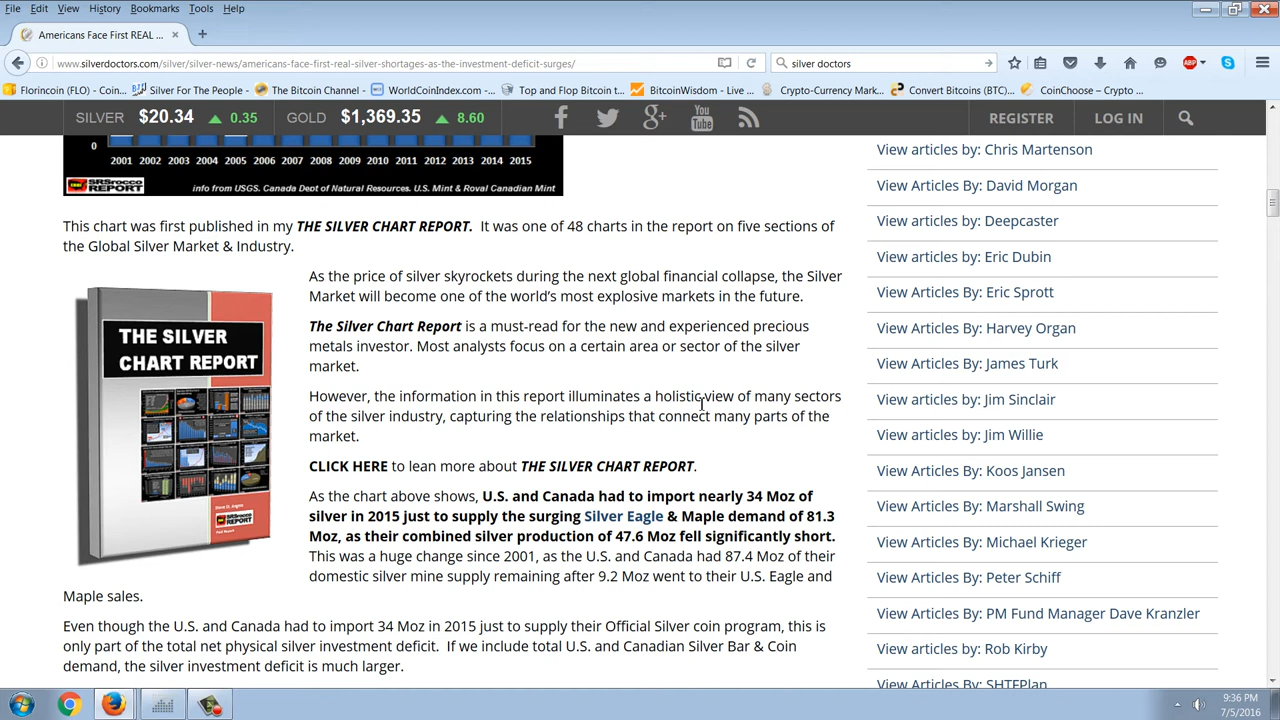 File Edit View History Bookmarks Tools Help
Americans Face First REAL ...
www.silverdoctors.com/silver/silver-news/americans-face-first-real-silver-shortages-as-the-investment-deficit-surges/
silver doctors
ABP
Florincoin (FLO) - Coin... Silver For The People - The Bitcoin Channel - WorldCoinIndex.com - Top and Flop Bitcoin t... BitcoinWisdom - Live ... Crypto-Currency Mark... Convert Bitcoins (BTC)... CoinChoose - Crypto ...
SILVER $20.34 0.35 GOLD $1,369.35 8.60 You Tube REGISTER LOG IN
0
2001 2002 2003 2004 2005 2006 2007 2008 2009 2010 2011 2012 2013 2014 2015
SRSrocco REPORT
info from USGS. Canada Dept of Natural Resources. U.S. Mint & Royal Canadian Mint
This chart was first published in my THE SILVER CHART REPORT. It was one of 48 charts in the report on five sections of
the Global Silver Market & Industry.
THE SILVER
CHART REPORT
SRSrocco
REPORT
As the price of silver skyrockets during the next global financial collapse, the Silver
Market will become one of the world's most explosive markets in the future.
The Silver Chart Report is a must-read for the new and experienced precious
metals investor. Most analysts focus on a certain area or sector of the silver
market.
However, the information in this report illuminates a holistic view of many sectors
of the silver industry, capturing the relationships that connect many parts of the
market.
CLICK HERE to lean more about THE SILVER CHART REPORT.
As the chart above shows, U.S. and Canada had to import nearly 34 Moz of
silver in 2015 just to supply the surging Silver Eagle & Maple demand of 81.3
Moz, as their combined silver production of 47.6 Moz fell significantly short.
This was a huge change since 2001, as the U.S. and Canada had 87.4 Moz of their
domestic silver mine supply remaining after 9.2 Moz went to their U.S. Eagle and
Maple sales.
Even though the U.S. and Canada had to import 34 Moz in 2015 just to supply their Official Silver coin program, this is
only part of the total net physical silver investment deficit. If we include total U.S. and Canadian Silver Bar & Coin
demand, the silver investment deficit is much larger.
View articles by: Chris Martenson
View Articles By: David Morgan
View articles by: Deepcaster
View articles by: Eric Dubin
View Articles By: Eric Sprott
View articles by: Harvey Organ
View Articles By: James Turk
View articles by: Jim Sinclair
View articles by: Jim Willie
View Articles By: Koos Jansen
View Articles By: Marshall Swing
View Articles By: Michael Krieger
View Articles By: Peter Schiff
View Articles By: PM Fund Manager Dave Kranzler
View Articles By: Rob Kirby
View Articles By: SHTFPlan
9:36 PM
7/5/2016